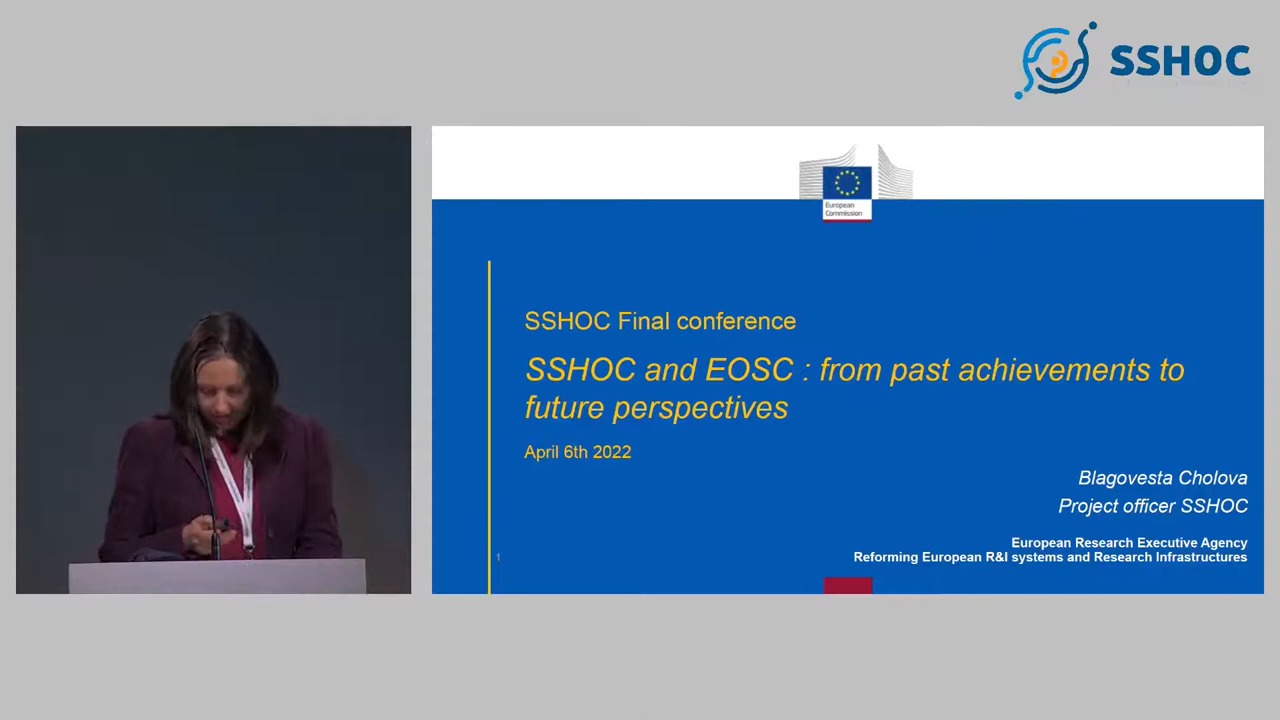 SSHOC
European
Commission
SSHOC Final conference
SSHOC and EOSC : from past achievements to
future perspectives
April 6th 2022
Blagovesta Cholova
Project officer SSHOC
European Research Executive Agency
Reforming European R&I systems and Research Infrastructures
1